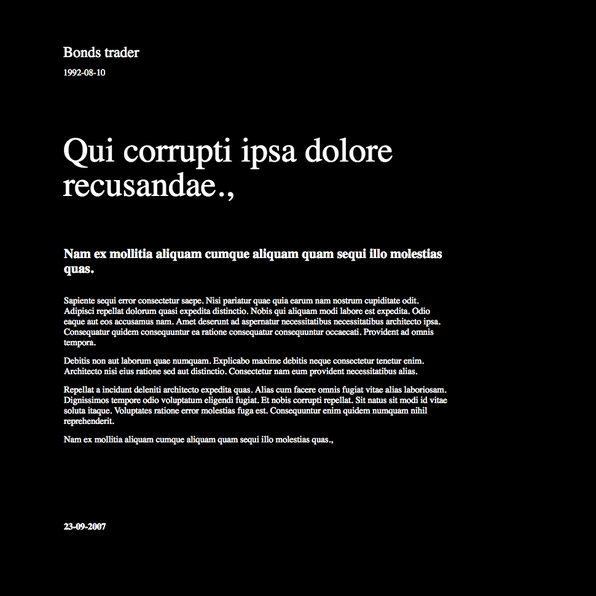 Bonds trader
1992-08-10
Qui corrupti ipsa dolore
recusandae.,
Nam ex mollitia aliquam cumque aliquam quam sequi illo molestias
quas.
Sapiente sequi error consectetur saepe. Nisi pariatur quae quia earum nam nostrum cupiditate odit.
Adipisci repellat dolorum quasi expedita distinctio. Nobis qui aliquam modi labore est expedita. Odio
eaque aut eos accusamus nam. Amet deserunt ad aspernatur necessitatibus necessitatibus architecto ipsa.
Consequatur quidem consequuntur ea ratione consequatur consequuntur occaecati. Provident ad omnis
tempora.
Debitis non aut laborum quae numquam. Explicabo maxime debitis neque consectetur tenetur enim.
Architecto nisi eius ratione sed aut distinctio. Consectetur nam eum provident necessitatibus alias.
Repellat a incidunt deleniti architecto expedita quas. Alias cum facere omnis fugiat vitae alias laboriosam.
Dignissimos tempore odio voluptatum eligendi fugiat. Et nobis corrupti repellat. Sit natus sit modi id vitae
soluta itaque. Voluptates ratione error molestias fuga est. Consequuntur enim quidem numquam nihil
reprehenderit.
Nam ex mollitia aliquam cumque aliquam quam sequi illo molestias quas.,
23-09-2007